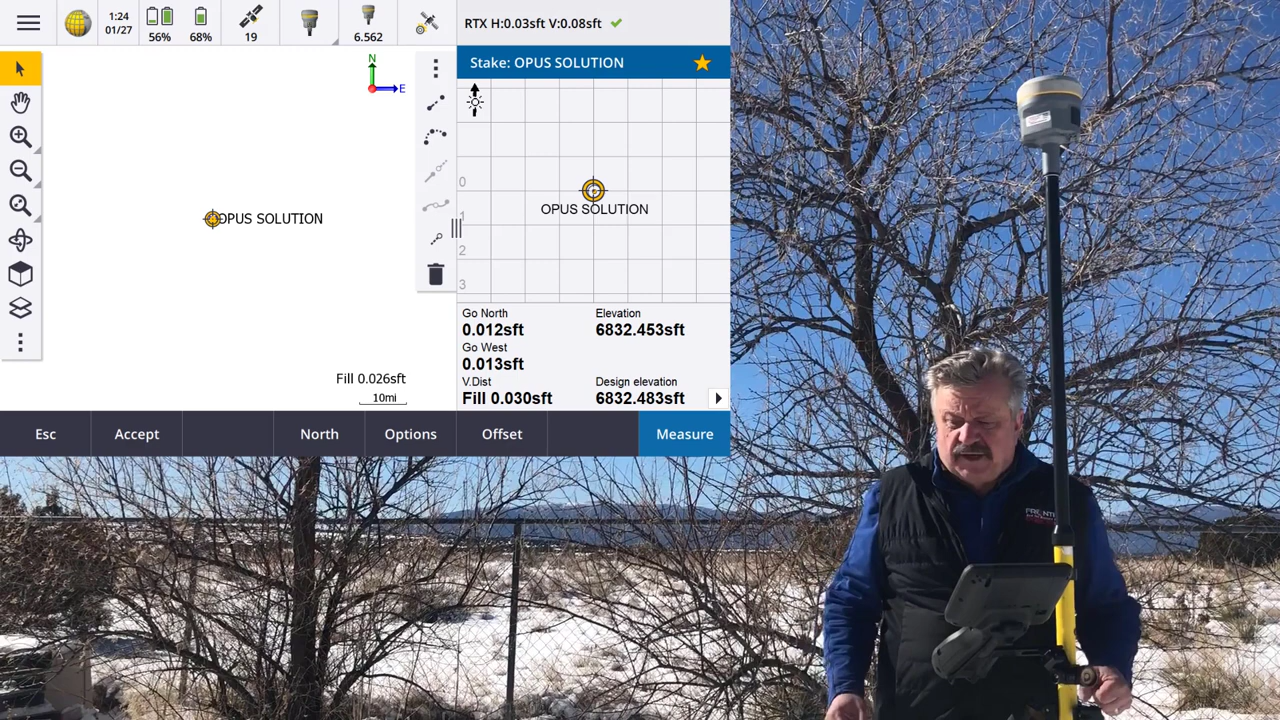 1:24
01/27
56%
68%
19
6.562
RTX H:0.03sft V:0.08sft
Stake: OPUS SOLUTION
N
E
OPUS SOLUTION
0
1
2
3
OPUS SOLUTION
Go North
0.012sft
Elevation
6832.453sft
Go West
0.013sft
V.Dist
Fill 0.030sft
Design elevation
6832.483sft
Fill 0.026sft
10mi
Esc
Accept
North
Options
Offset
Measure